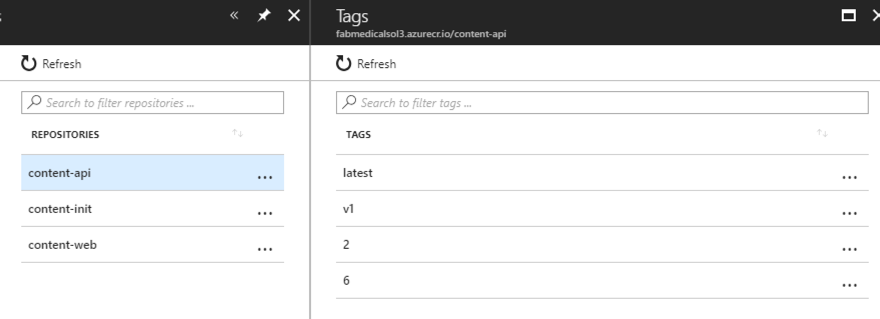 Refresh
Search to filter repositories ...
REPOSITORIES
content-api
content-init
content-web
Tags
fabmedicalsol3.azurecr.io/content-api
Refresh
Search to filter tags ...
TAGS
latest
v1
2
6